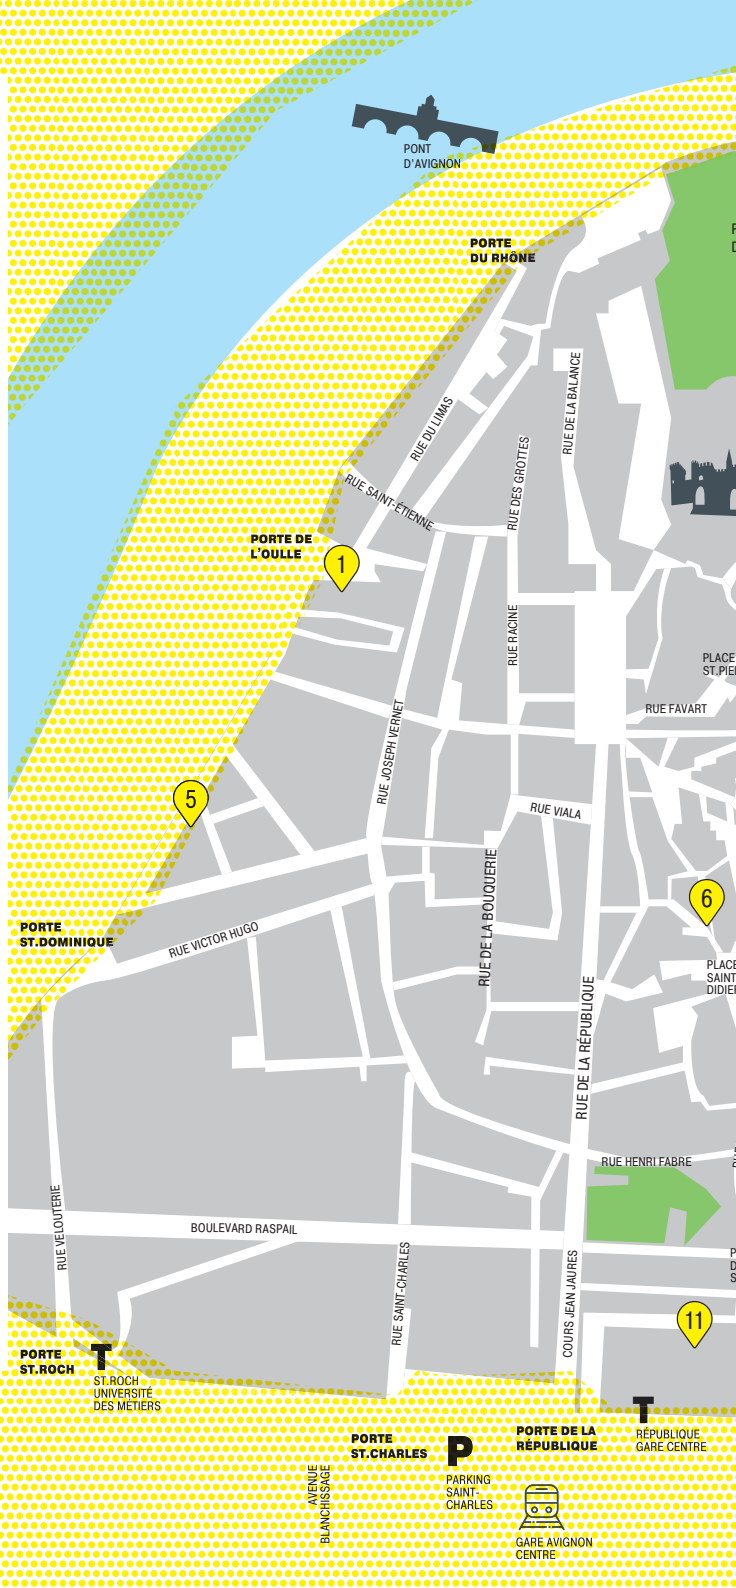 PONT
D'AVIGNON
PORTE
DU RHÔNE
RUE DE LA BALANCE
RUE DU LIMAS
RUE DES GROTTES
RUE SAINT-ÉTIENNE
PORTE DE
L'OULLE
1
RUE RACINE
PLACE
ST.PIE
RUE FAVART
RUE JOSEPH VERNET
5
RUE VIALA
RUE DE LA BOUQUERIE
6
PORTE
ST.DOMINIQUE
RUE VICTOR HUGO
PLACE
SAINT
DIDIER
RUE DE LA RÉPUBLIQUE
RUE HENRI FABRE
RUE VELOUTERIE
BOULEVARD RASPAIL
RUE SAINT-CHARLES
COURS JEAN JAURES
11
PORTE
ST.ROCH
T
ST.ROCH
UNIVERSITÉ
DES MÉTIERS
T
RÉPUBLIQUE
GARE CENTRE
PORTE
ST.CHARLES
P
PARKING
SAINT-
CHARLES
PORTE DE LA
RÉPUBLIQUE
AVENUE
BLANCHISSAGE
GARE AVIGNON
CENTRE